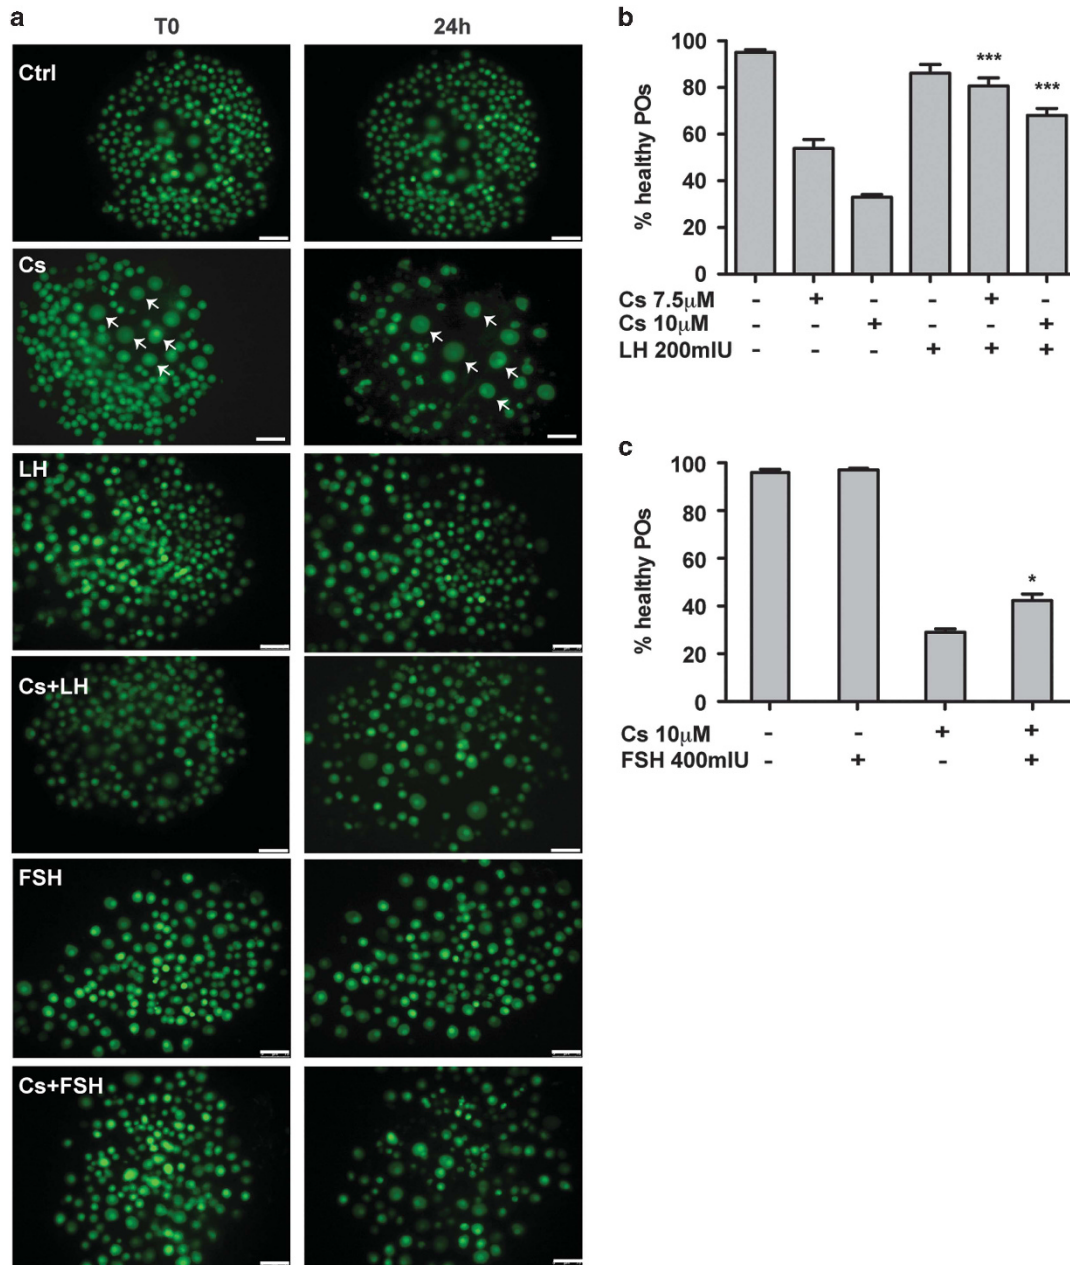 a
T0 24h
Ctrl
Cs
LH
Cs+LH
FSH
Cs+FSH
b
% healthy POs
100
80
60
40
20
0
*** ***
Cs 7.5μM - + - - + -
Cs 10μM - - + - - +
LH 200mIU - - - + + +
c
% healthy POs
100
80
60
40
20
0
*
Cs 10μM - - + +
FSH 400mIU - + - +